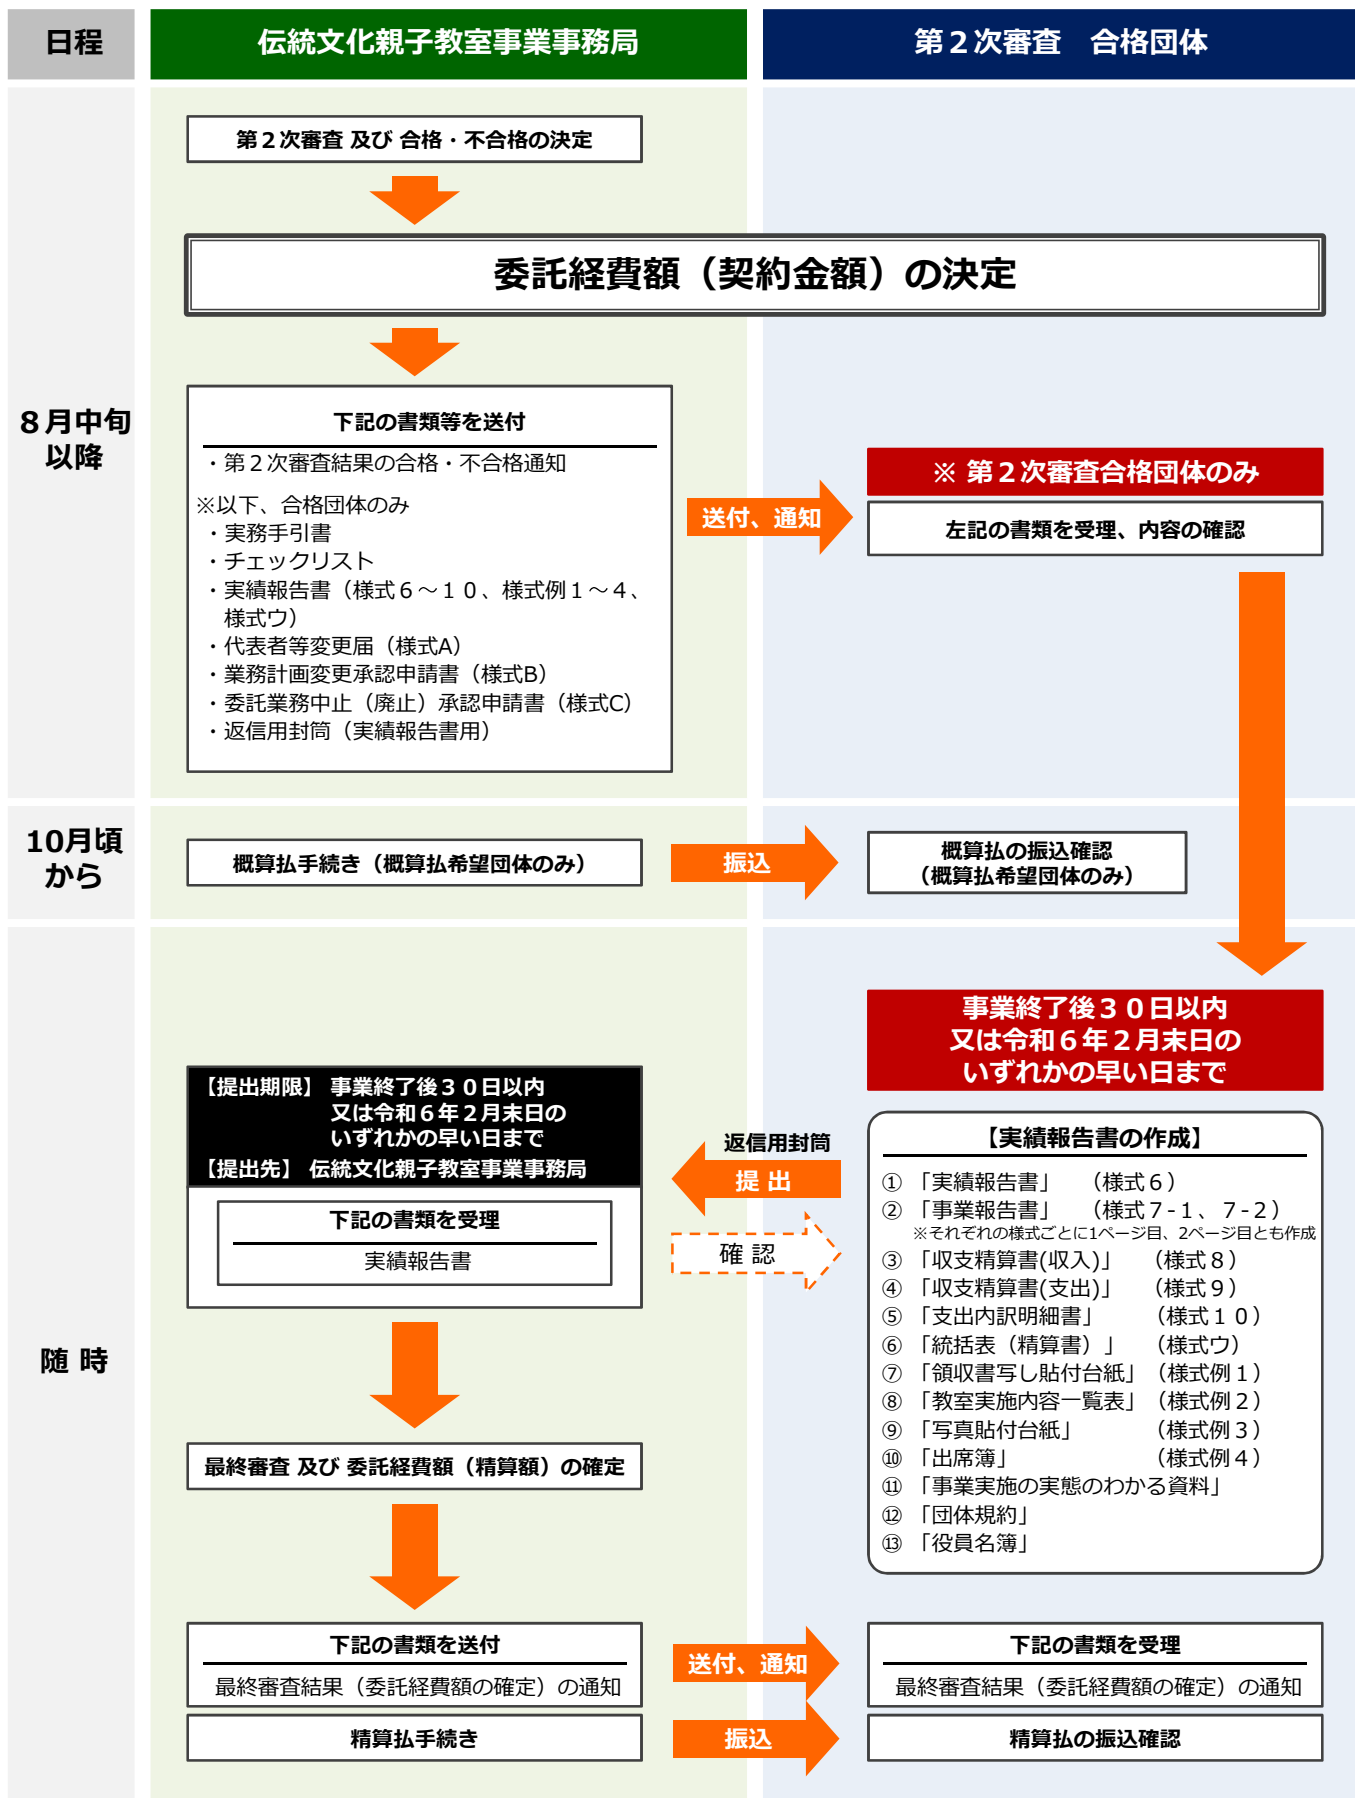 日程
伝統文化親子教室事業事務局
第２次審査　合格団体
８月中旬
以降
第２次審査 及び 合格・不合格の決定
委託経費額（契約金額）の決定
下記の書類等を送付
・第２次審査結果の合格・不合格通知
※以下、合格団体のみ
・実務手引書
・チェックリスト
・実績報告書（様式６～１０、様式例１～４、
様式ウ）
・代表者等変更届（様式A）
・業務計画変更承認申請書（様式B）
・委託業務中止（廃止）承認申請書（様式C）
・返信用封筒（実績報告書用）
送付、通知
※ 第２次審査合格団体のみ
左記の書類を受理、内容の確認
10月頃
から
概算払手続き（概算払希望団体のみ）
振込
概算払の振込確認
（概算払希望団体のみ）
随 時
事業終了後３０日以内
又は令和６年２月末日の
いずれかの早い日まで
【提出期限】 事業終了後３０日以内
又は令和６年２月末日の
いずれかの早い日まで
【提出先】 伝統文化親子教室事業事務局
下記の書類を受理
実績報告書
返信用封筒
提 出
確 認
【実績報告書の作成】
① 「実績報告書」 （様式６）
② 「事業報告書」 （様式７-１、７-２）
※それぞれの様式ごとに1ページ目、2ページ目とも作成
③ 「収支精算書(収入)」 （様式８）
④ 「収支精算書(支出)」 （様式９）
⑤ 「支出内訳明細書」 （様式１０）
⑥ 「統括表（精算書）」 （様式ウ）
⑦ 「領収書写し貼付台紙」（様式例１）
⑧ 「教室実施内容一覧表」（様式例２）
⑨ 「写真貼付台紙」 （様式例３）
⑩ 「出席簿」 （様式例４）
⑪ 「事業実施の実態のわかる資料」
⑫ 「団体規約」
⑬ 「役員名簿」
最終審査 及び 委託経費額（精算額）の確定
下記の書類を送付
最終審査結果（委託経費額の確定）の通知
送付、通知
下記の書類を受理
最終審査結果（委託経費額の確定）の通知
精算払手続き
振込
精算払の振込確認